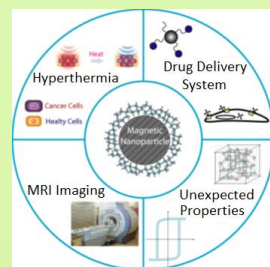 Heat
Hyperthermia
Cancer Cells
Healty Cells
Drug Delivery
System
Magnetic
Nanoparticle
MRI Imaging
Unexpected
Properties